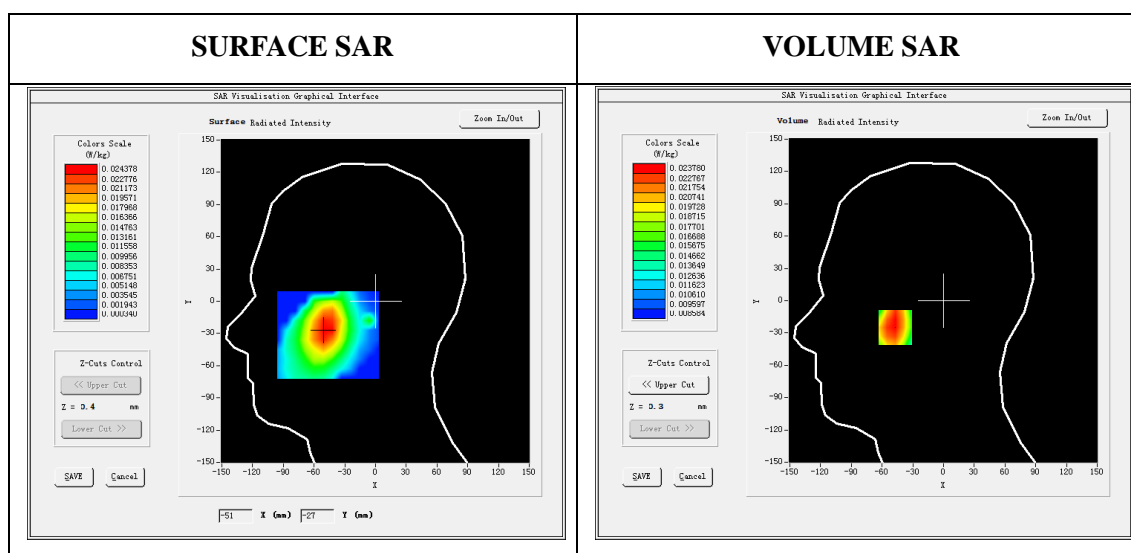 SURFACE SAR
VOLUME SAR
SAR Visualisation Graphical Interface
Surface Radiated Intensity
Zoom In/Out
Colors Scale
(W/kg)
0.024378
0.022776
0.021173
0.019571
0.017968
0.016366
0.014763
0.013161
0.011558
0.009956
0.008353
0.006751
0.005148
0.003545
0.001943
0.000340
150
120
90
60
30
0
-30
-60
-90
-120
-150
Y
-150 -120 -90 -60 -30 0 30 60 90 120 150
X
Z-Cuts Control
<< Upper Cut
Z = 0.4 mm
Lower Cut >>
SAVE
Cancel
-51 X (mm) -27 Y (mm)
SAR Visualisation Graphical Interface
Volume Radiated Intensity
Zoom In/Out
Colors Scale
(W/kg)
0.023780
0.022767
0.021754
0.020741
0.019728
0.018715
0.017701
0.016688
0.015675
0.014662
0.013649
0.012636
0.011623
0.010610
0.009597
0.008584
150
120
90
60
30
0
-30
-60
-90
-120
-150
Y
-150 -120 -90 -60 -30 0 30 60 90 120 150
X
Z-Cuts Control
<< Upper Cut
Z = 0.3 mm
Lower Cut >>
SAVE
Cancel